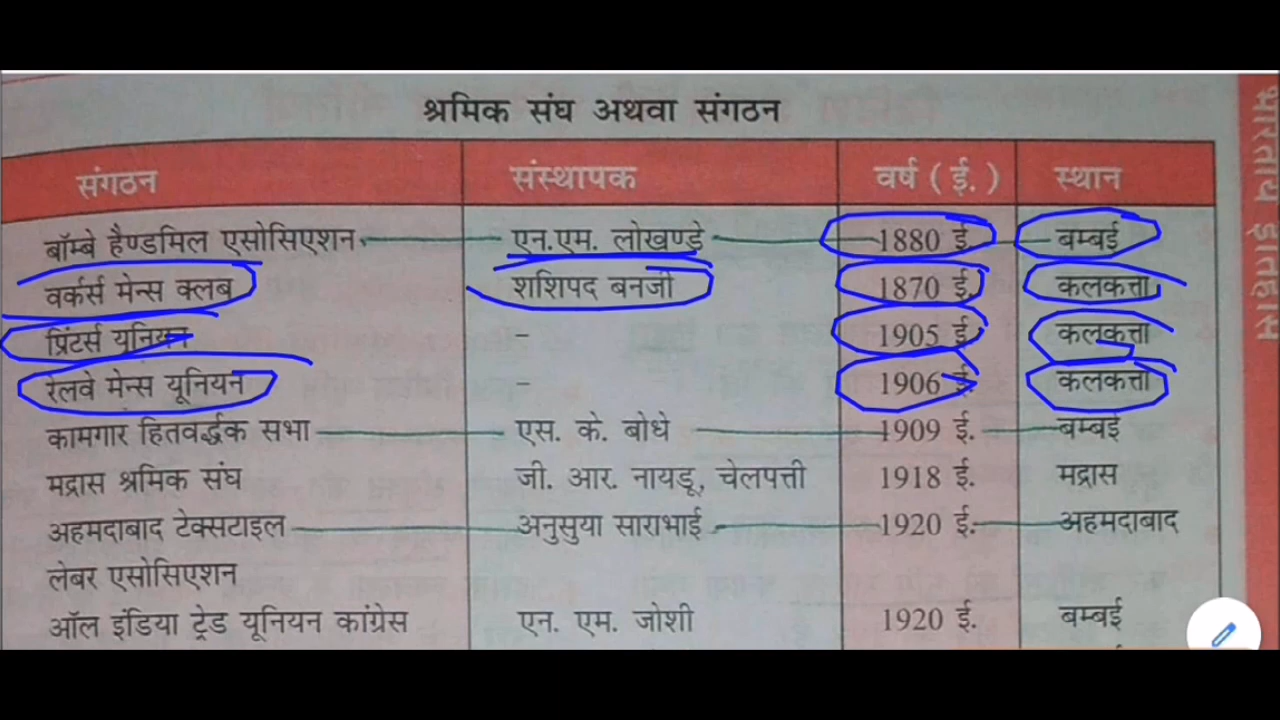 श्रमिक संघ अथवा संगठन
संगठन संस्थापक वर्ष ( ई. ) स्थान
बॉम्बे हैण्डमिल एसोसिएशन एन.एम. लोखण्डे 1880 ई. बम्बई
वर्कर्स मेन्स क्लब शशिपद बनर्जी 1870 ई. कलकत्ता
प्रिंटर्स यूनियन – 1905 ई. कलकत्ता
रेलवे मेन्स यूनियन – 1906 ई. कलकत्ता
कामगार हितवर्द्धक सभा एस. के. बोधे 1909 ई. बम्बई
मद्रास श्रमिक संघ जी. आर. नायडू, चेलपत्ती 1918 ई. मद्रास
अहमदाबाद टेक्सटाइल अनुसुया साराभाई 1920 ई. अहमदाबाद
लेबर एसोसिएशन
ऑल इंडिया ट्रेड यूनियन कांग्रेस एन. एम. जोशी 1920 ई. बम्बई
भारतीय इतिहास